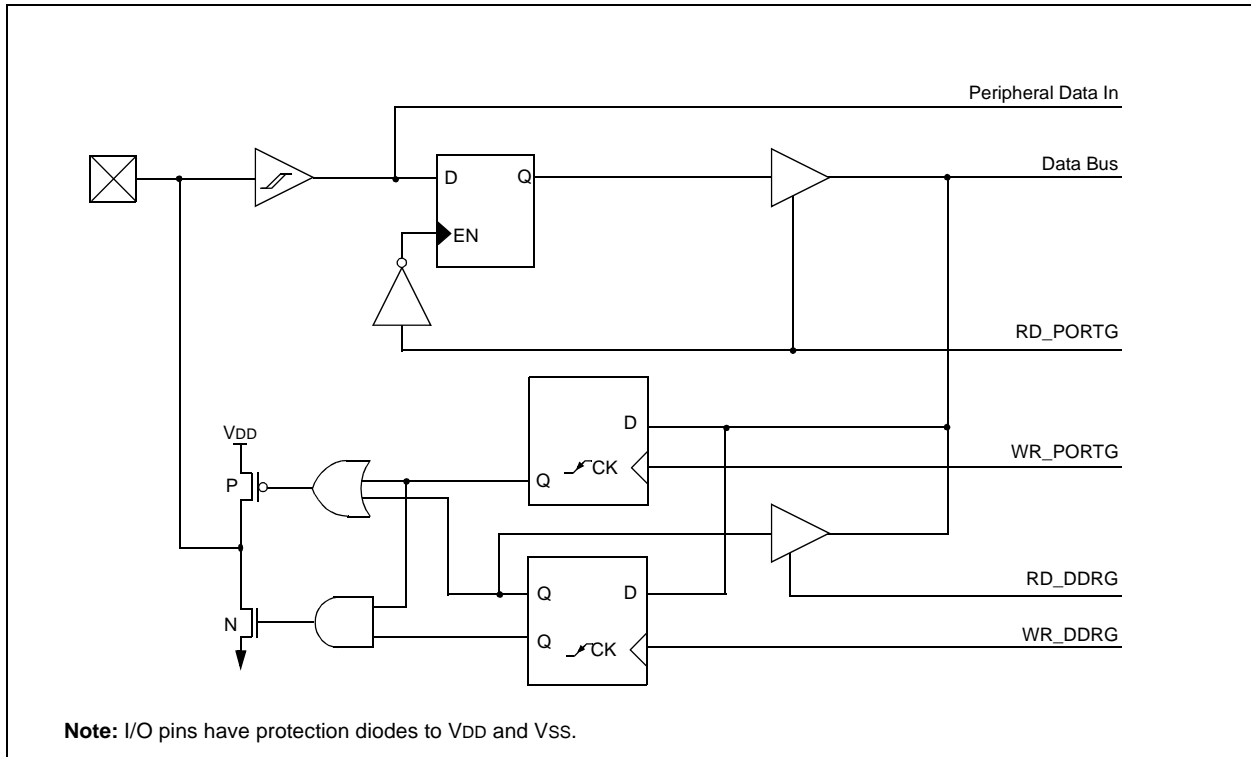 Peripheral Data In
Data Bus
D
Q
EN
RD_PORTG
VDD
D
WR_PORTG
P
Q
CK
RD_DDRG
Q
D
N
Q
CK
WR_DDRG
Note: I/O pins have protection diodes to VDD and VSS.